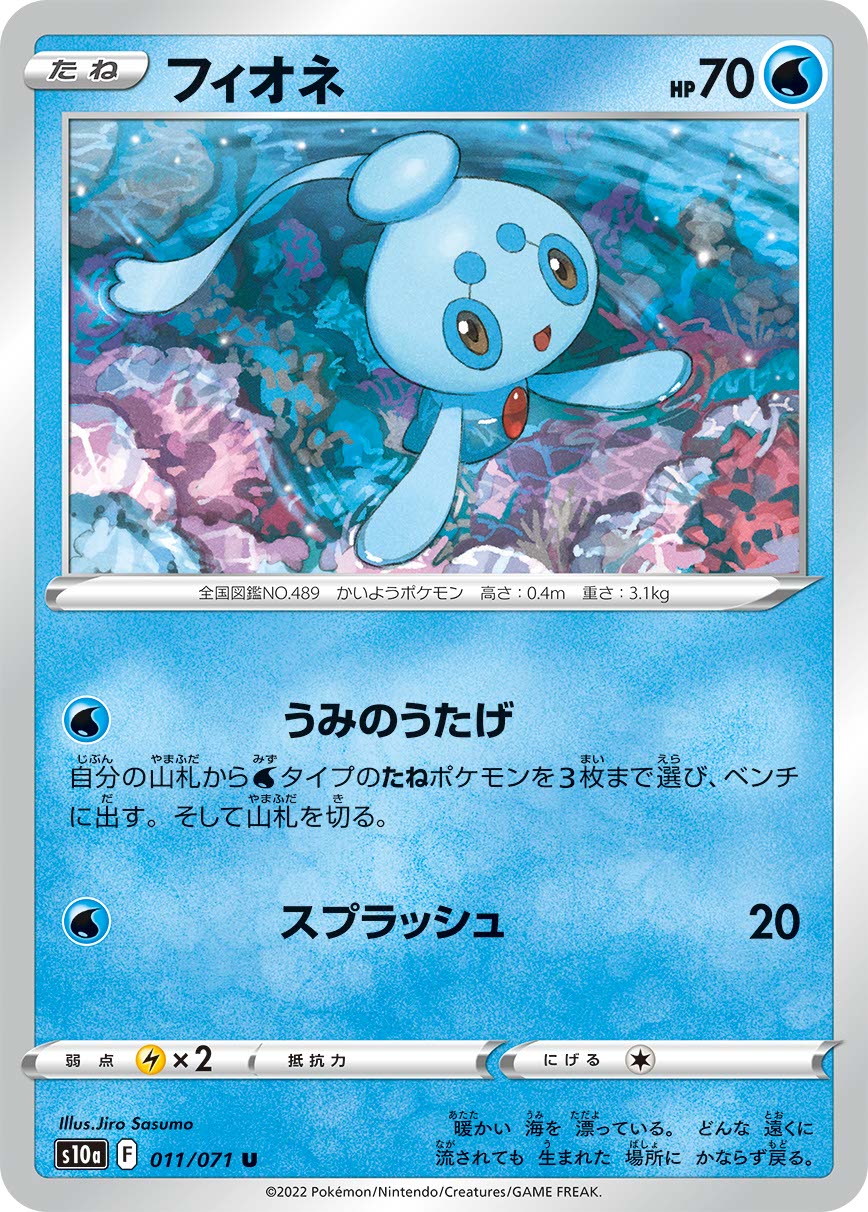 たね フィオネ HP70
全国図鑑NO.489 かいようポケモン 高さ：0.4m 重さ：3.1kg
うみのうたげ
自分の山札からタイプのたねポケモンを3枚まで選び、ベンチ
に出す。そして山札を切る。
スプラッシュ 20
弱点 ×2 抵抗力 にげる
Illus.Jiro Sasumo
暖かい 海を 漂っている。 どんな 遠くに
流されても 生まれた 場所に かならず戻る。
s10a F 011/071 U
©2022 Pokémon/Nintendo/Creatures/GAME FREAK.